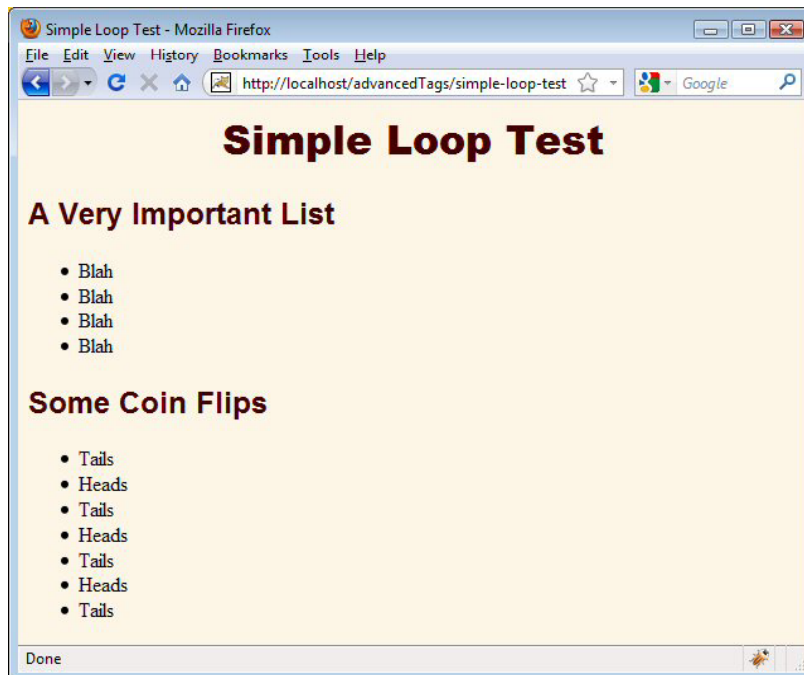 Simple Loop Test - Mozilla Firefox
File Edit View History Bookmarks Tools Help
http://localhost/advancedTags/simple-loop-test Google
Simple Loop Test
A Very Important List
• Blah
• Blah
• Blah
• Blah
Some Coin Flips
• Tails
• Heads
• Tails
• Heads
• Tails
• Heads
• Tails
Done